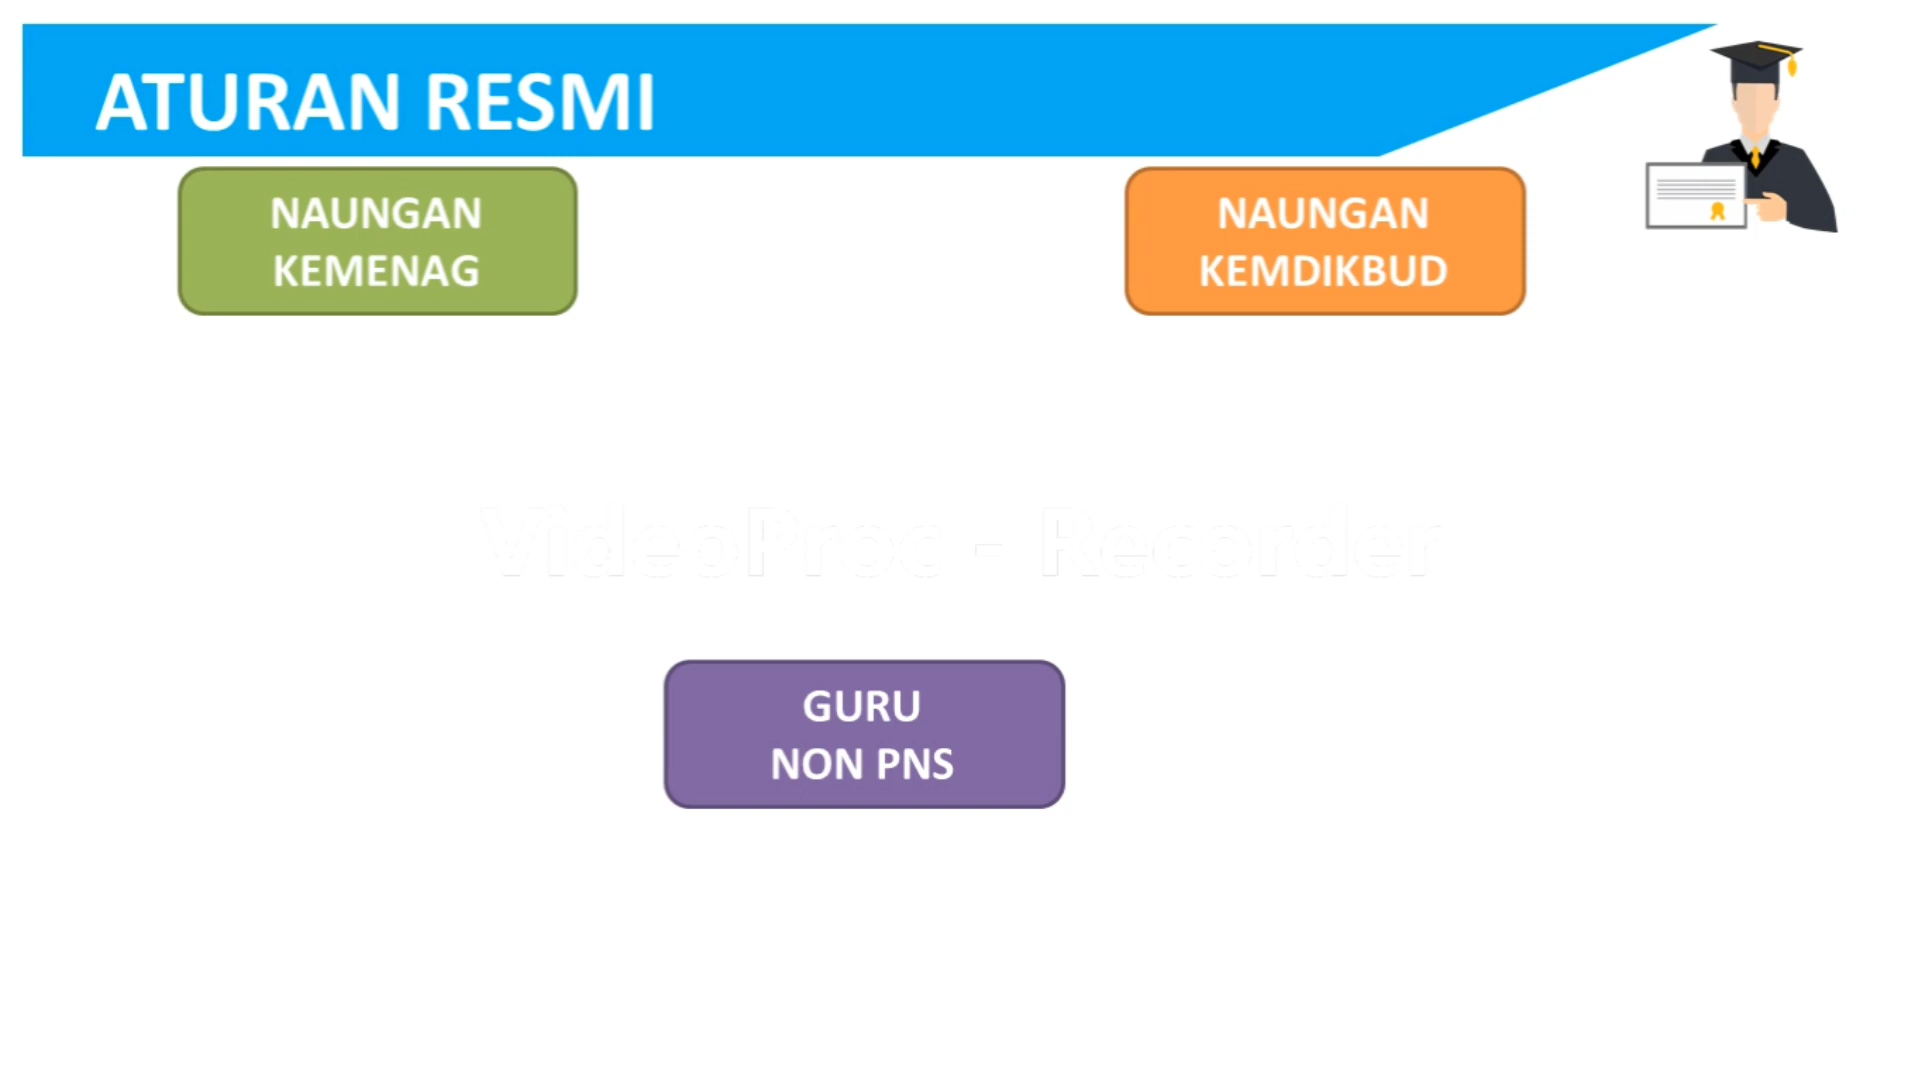 ATURAN RESMI
NAUNGAN
KEMENAG
NAUNGAN
KEMDIKBUD
VideoProc - Recorder
GURU
NON PNS